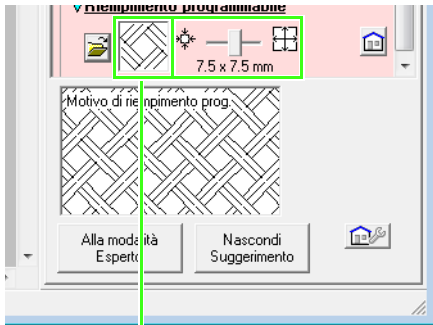 Riempimento programmabile
7.5 x 7.5 mm
Motivo di riempimento prog.
Alla modalità
Esperto
Nascondi
Suggerimento